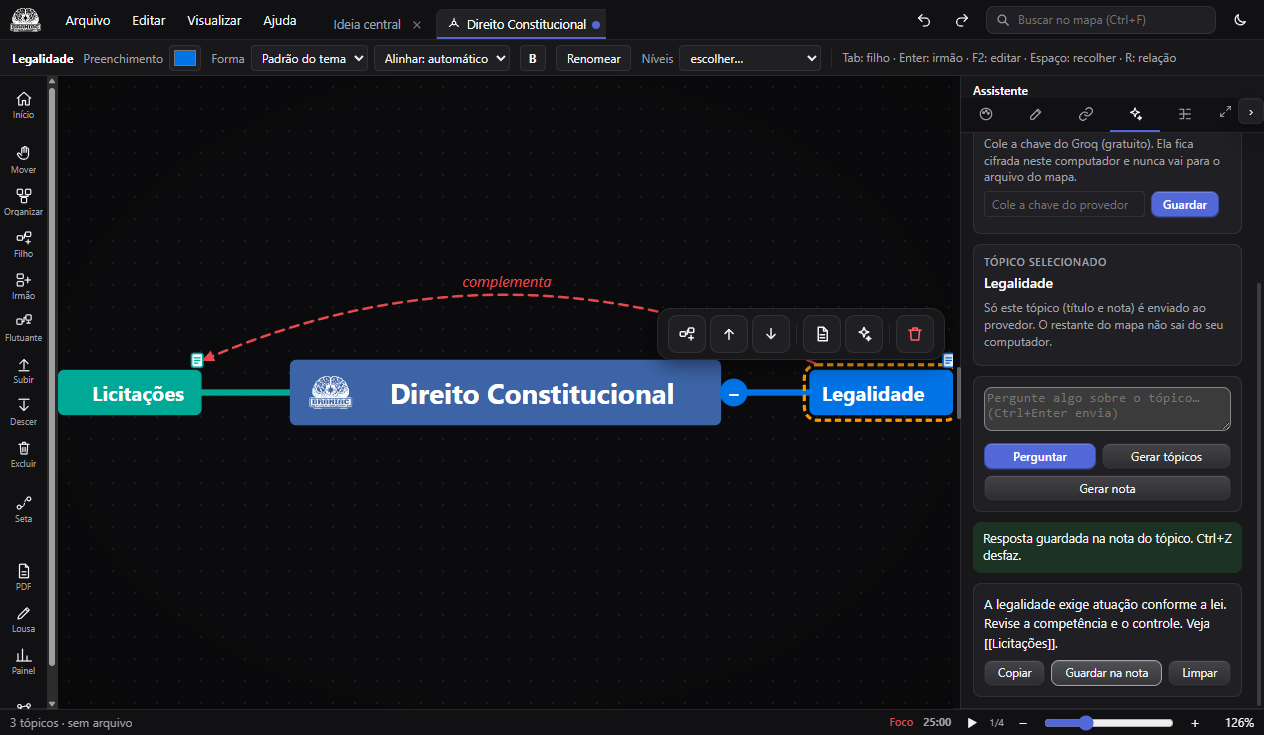 Arquivo Editar Visualizar Ajuda
Ideia central
Direito Constitucional
Buscar no mapa (Ctrl+F)
Legalidade Preenchimento Forma Padrão do tema Alinhar: automático B Renomear Níveis escolher... Tab: filho · Enter: irmão · F2: editar · Espaço: recolher · R: relação
Início
Mover
Organizar
Filho
Irmão
Flutuante
Subir
Descer
Excluir
Seta
PDF
Lousa
Painel
complementa
Licitações
BRANIAC
Direito Constitucional
Legalidade
Assistente
Cole a chave do Groq (gratuito). Ela fica
cifrada neste computador e nunca vai para o
arquivo do mapa.
Cole a chave do provedor Guardar
TÓPICO SELECIONADO
Legalidade
Só este tópico (título e nota) é enviado ao
provedor. O restante do mapa não sai do seu
computador.
Pergunte algo sobre o tópico…
(Ctrl+Enter envia)
Perguntar Gerar tópicos
Gerar nota
Resposta guardada na nota do tópico. Ctrl+Z
desfaz.
A legalidade exige atuação conforme a lei.
Revise a competência e o controle. Veja
[[Licitações]].
Copiar Guardar na nota Limpar
3 tópicos · sem arquivo
Foco 25:00 1/4 126%